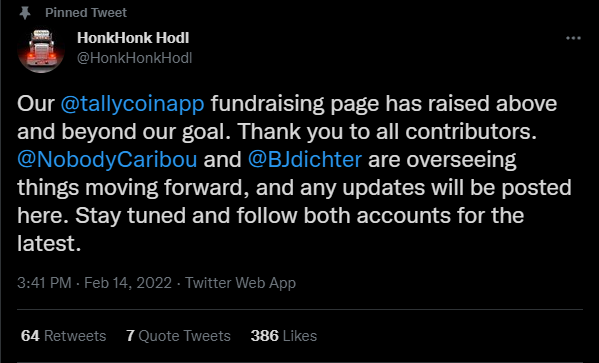 Pinned Tweet
HonkHonk Hodl
@HonkHonkHodl
Our @tallycoinapp fundraising page has raised above
and beyond our goal. Thank you to all contributors.
@NobodyCaribou and @BJdichter are overseeing
things moving forward, and any updates will be posted
here. Stay tuned and follow both accounts for the
latest.
3:41 PM · Feb 14, 2022 · Twitter Web App
64 Retweets 7 Quote Tweets 386 Likes